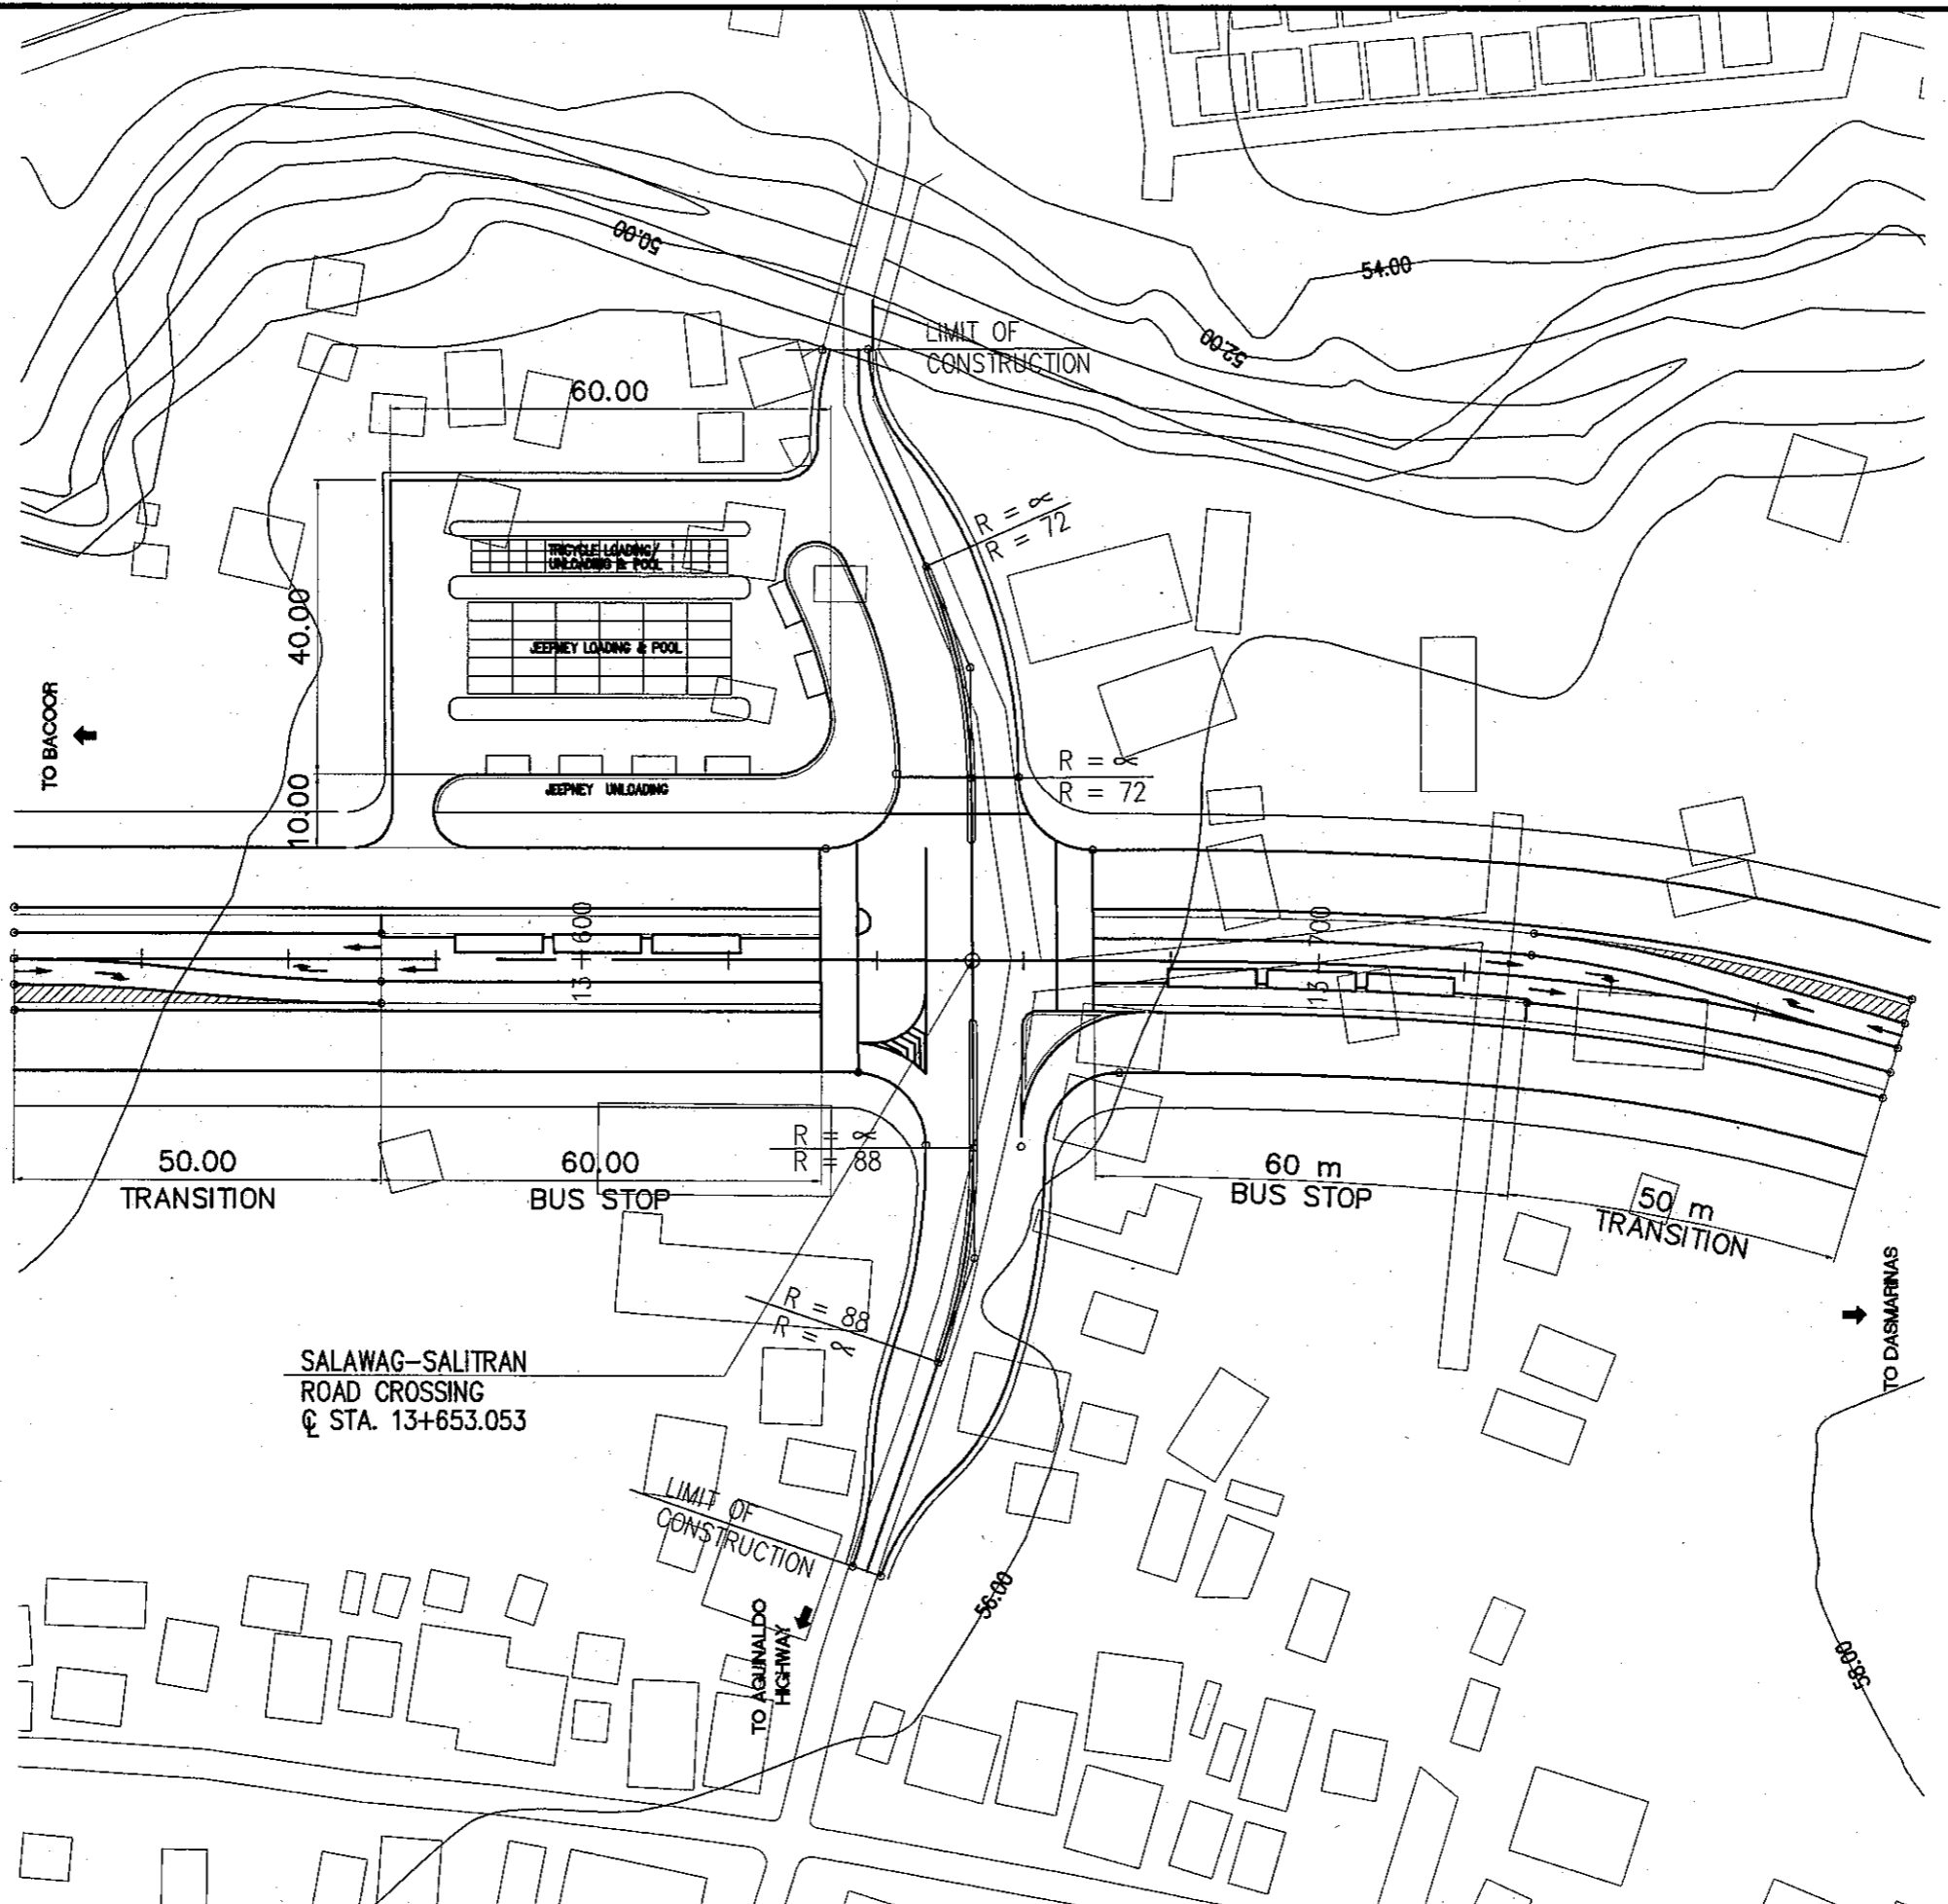 50.00
54.00
LIMIT OF
CONSTRUCTION
52.00
60.00
R = ∝
R = 72
TRICYCLE LOADING/
UNLOADING & POOL
40.00
JEEPNEY LOADING & POOL
TO BACOOR
R = ∝
R = 72
JEEPNEY UNLOADING
10.00
13 600
13 700
R = ∝
R = 88
50.00
TRANSITION
60.00
BUS STOP
60 m
BUS STOP
50 m
TRANSITION
TO DASMARINAS
R = 88
R = ∝
SALAWAG-SALITRAN
ROAD CROSSING
℄ STA. 13+653.053
LIMIT OF
CONSTRUCTION
56.00
TO AQUINALDO
HIGHWAY
58.00